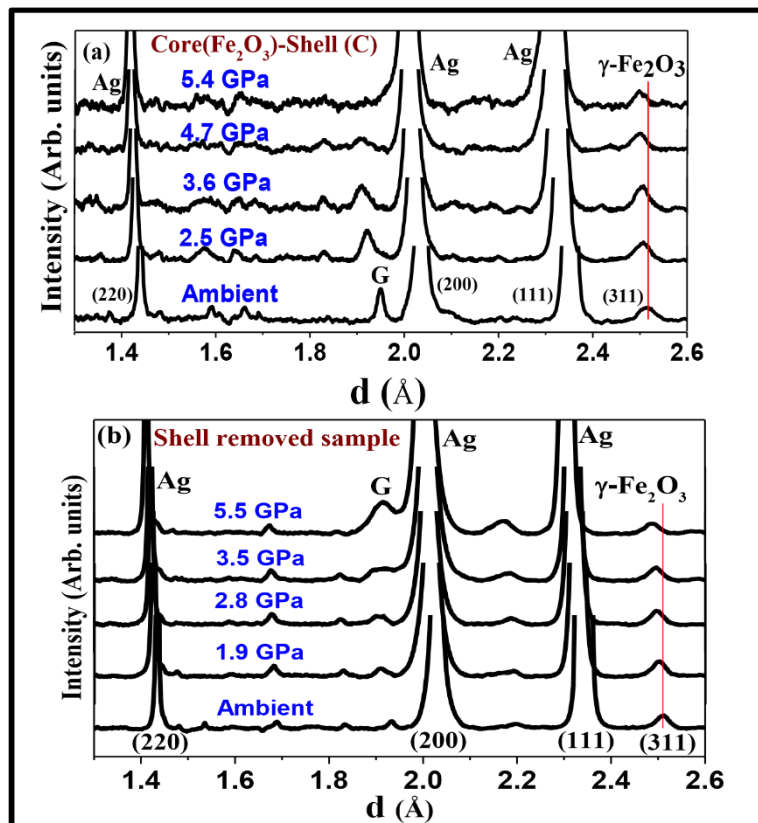 (a) Core(Fe₂O₃)-Shell (C)
Ag Ag Ag γ-Fe₂O₃
5.4 GPa
4.7 GPa
3.6 GPa
2.5 GPa
G
(220) Ambient (200) (111) (311)
Intensity (Arb. units)
1.4 1.6 1.8 2.0 2.2 2.4 2.6
d (Å)
(b) Shell removed sample
Ag Ag Ag
G γ-Fe₂O₃
5.5 GPa
3.5 GPa
2.8 GPa
1.9 GPa
Ambient
(220) (200) (111) (311)
Intensity (Arb. units)
1.4 1.6 1.8 2.0 2.2 2.4 2.6
d (Å)